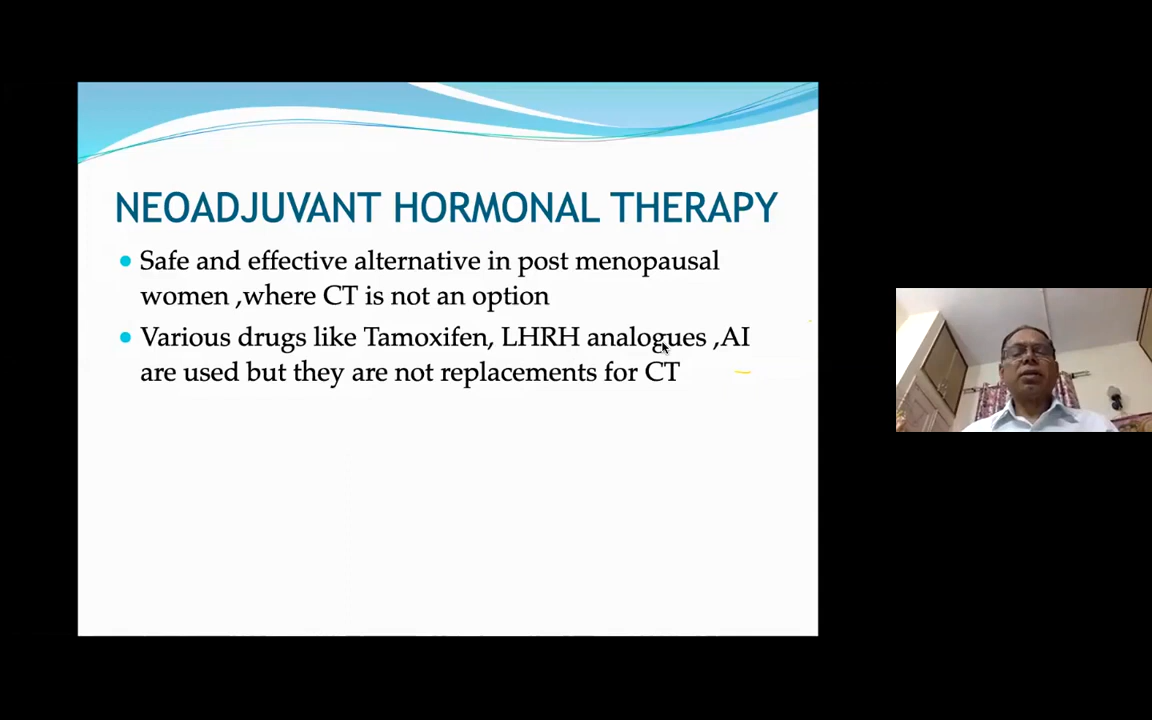 NEOADJUVANT HORMONAL THERAPY
Safe and effective alternative in post menopausal
women ,where CT is not an option
Various drugs like Tamoxifen, LHRH analogues ,AI
are used but they are not replacements for CT